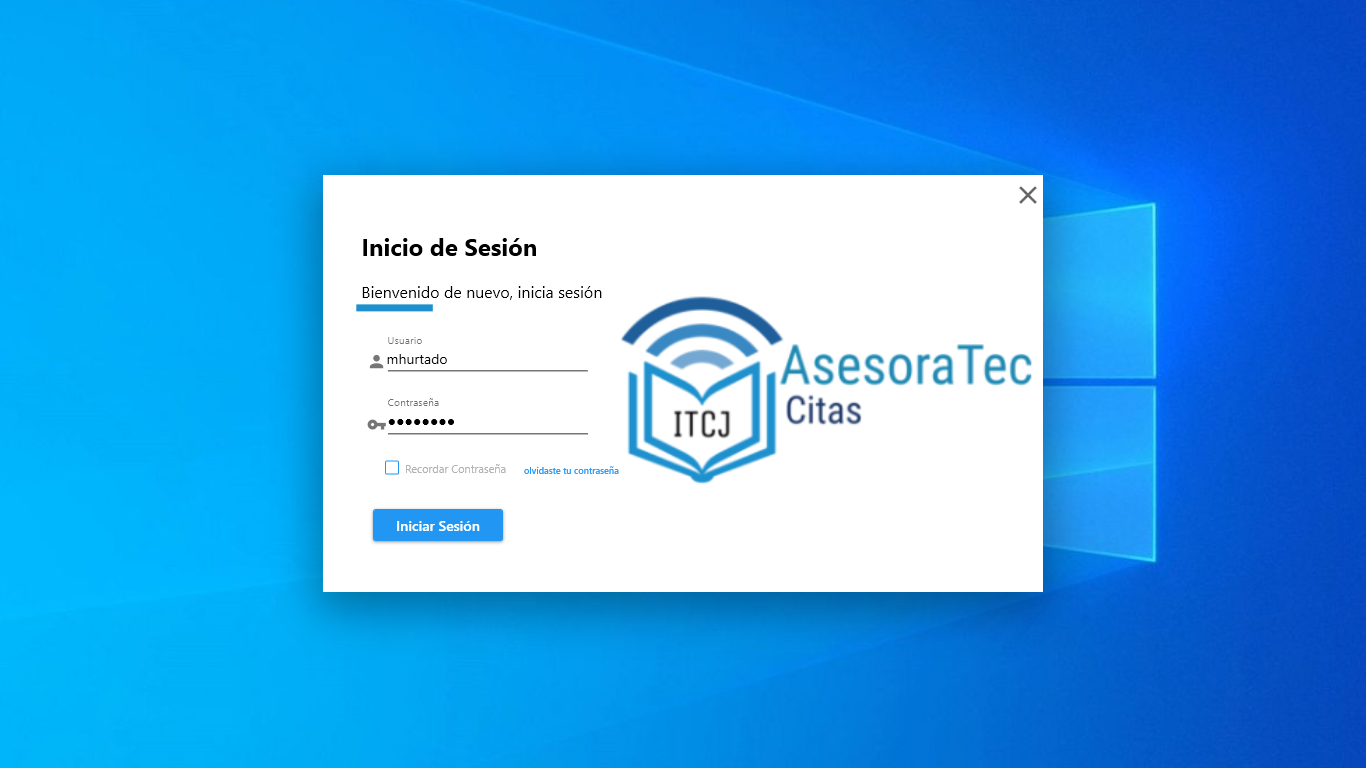 Inicio de Sesión
Bienvenido de nuevo, inicia sesión
Usuario
mhurtado
Contraseña
••••••••
Recordar Contraseña
olvidaste tu contraseña
Iniciar Sesión
ITCJ
AsesoraTec
Citas